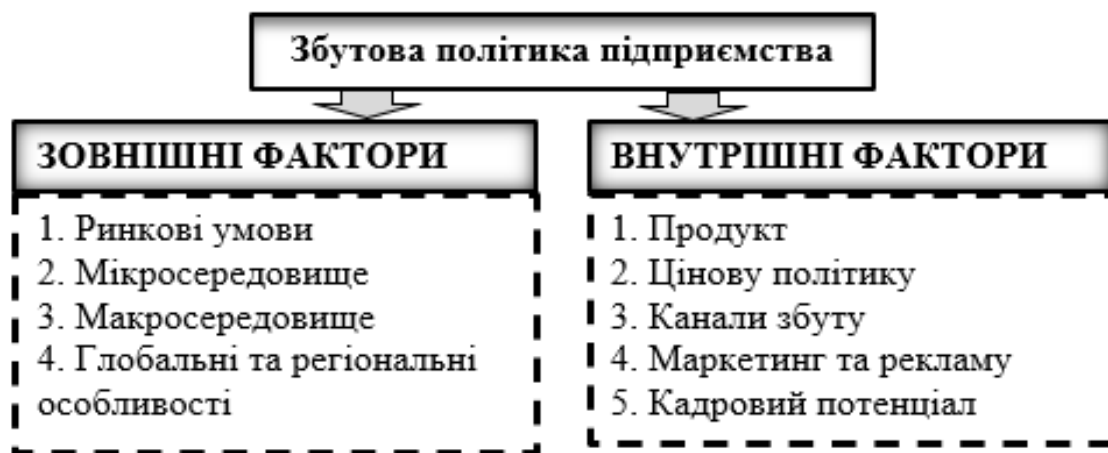 Збутова політика підприємства
ЗОВНІШНІ ФАКТОРИ
1. Ринкові умови
2. Мікросередовище
3. Макросередовище
4. Глобальні та регіональні
особливості
ВНУТРІШНІ ФАКТОРИ
1. Продукт
2. Цінову політику
3. Канали збуту
4. Маркетинг та рекламу
5. Кадровий потенціал